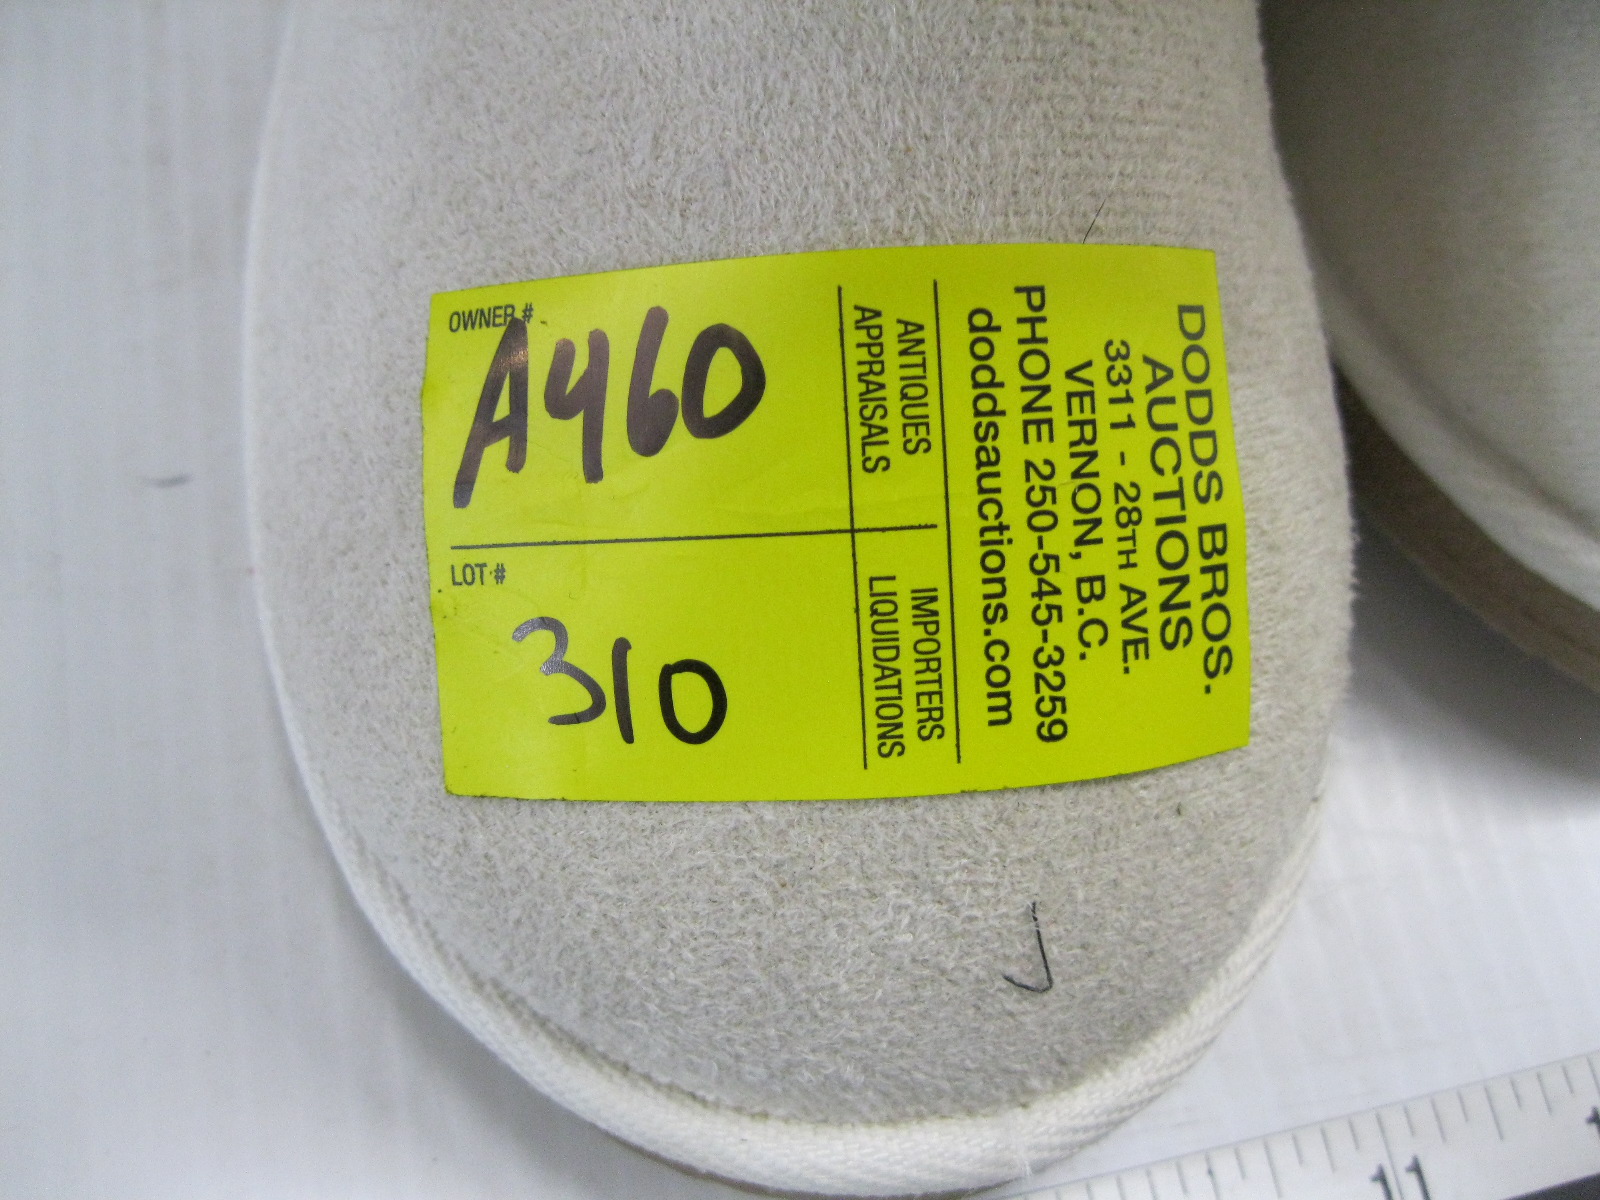 OWNER #
A460
LOT #
310
ANTIQUES
APPRAISALS
IMPORTERS
LIQUIDATIONS
DODDS BROS.
AUCTIONS
3311 - 28TH AVE.
VERNON, B.C.
PHONE 250-545-3259
doddsauctions.com
11